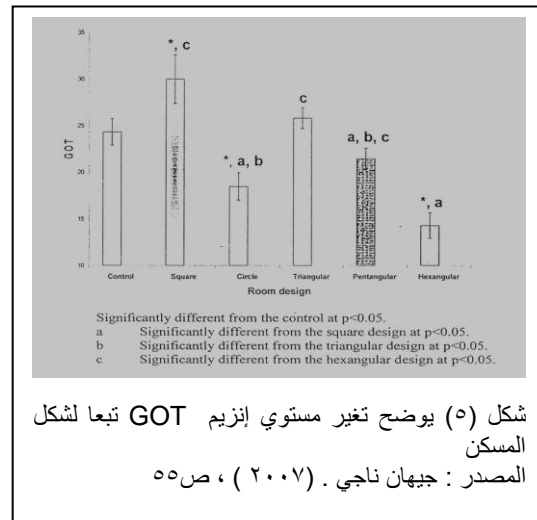 35
30
25
20
15
10
GOT
*, c
*, a, b
c
a, b, c
*, a
Control Square Circle Triangular Pentangular Hexangular
Room design
Significantly different from the control at p<0.05.
a Significantly different from the square design at p<0.05.
b Significantly different from the triangular design at p<0.05.
c Significantly different from the hexangular design at p<0.05.
شكل (٥) يوضح تغير مستوي إنزيم GOT تبعا لشكل
المسكن
المصدر : جيهان ناجي . (٢٠٠٧ ) ، ص٥٥